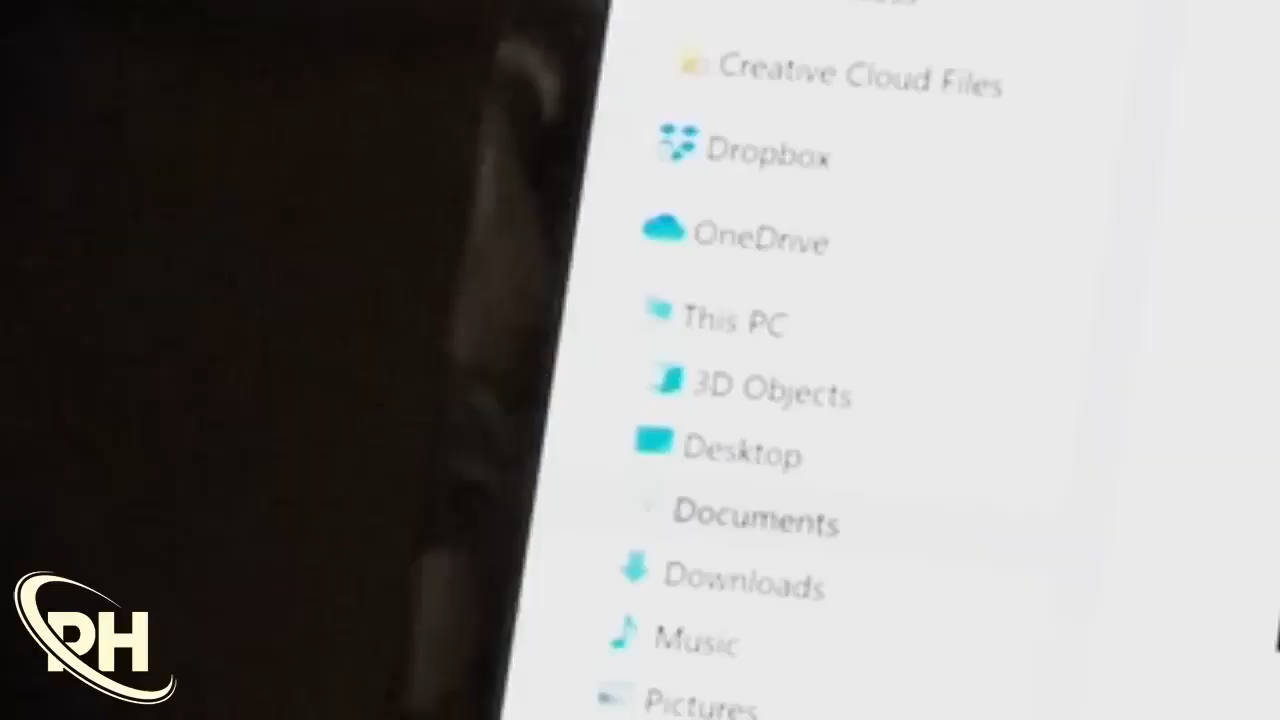 Creative Cloud Files
Dropbox
OneDrive
This PC
3D Objects
Desktop
Documents
Downloads
Music
Pictures
PH